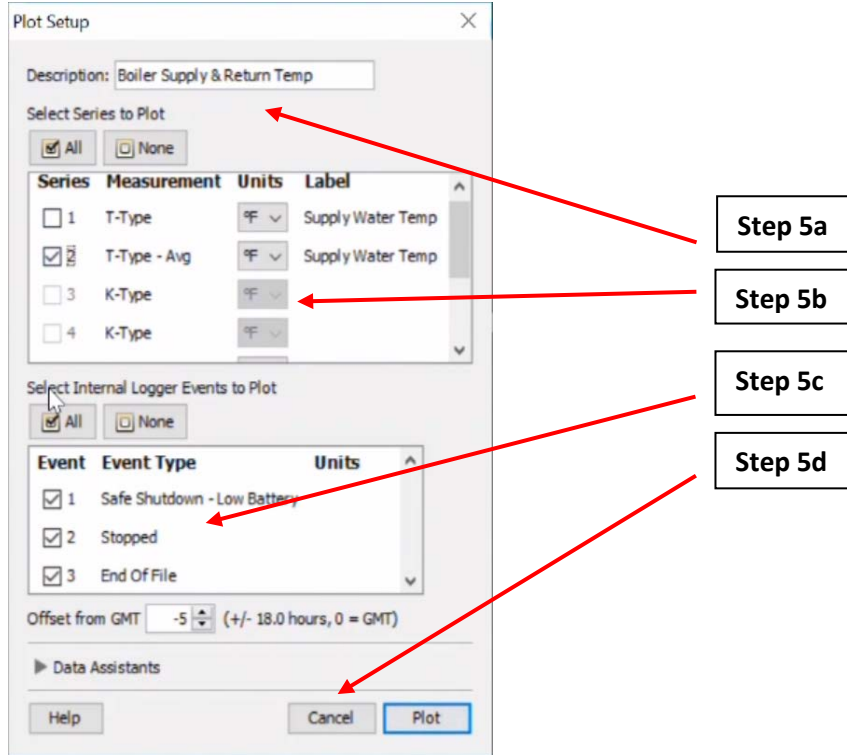 Plot Setup
Description: Boiler Supply & Return Temp
Select Series to Plot
All None
Series Measurement Units Label
1 T-Type °F Supply Water Temp
2 T-Type - Avg °F Supply Water Temp
3 K-Type °F
4 K-Type °F
Select Internal Logger Events to Plot
All None
Event Event Type Units
1 Safe Shutdown - Low Battery
2 Stopped
3 End Of File
Offset from GMT -5 (+/- 18.0 hours, 0 = GMT)
Data Assistants
Help Cancel Plot
Step 5a
Step 5b
Step 5c
Step 5d